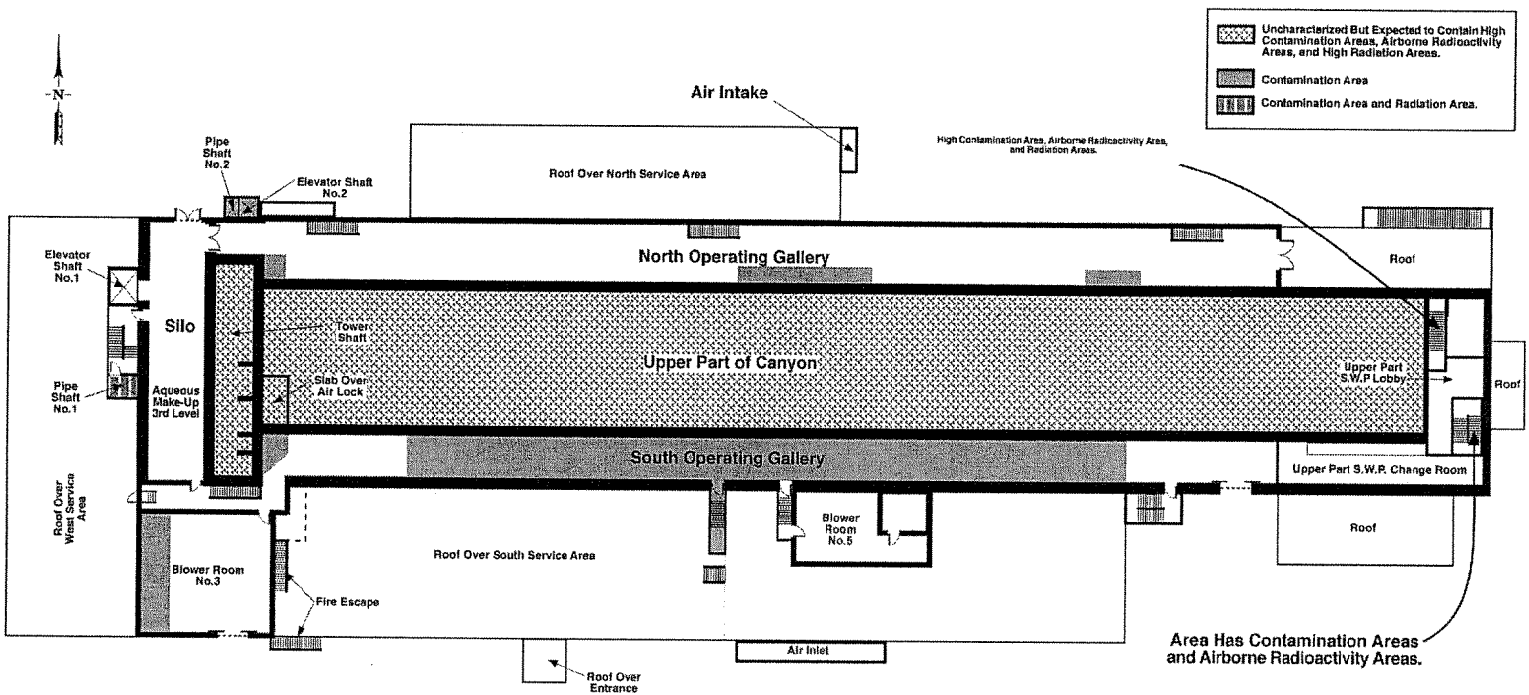 Uncharacterized But Expected to Contain High
Contamination Areas, Airborne Radioactivity
Areas, and High Radiation Areas.
Contamination Area
Contamination Area and Radiation Area.
-N-
Air Intake
High Contamination Area, Airborne Radioactivity Area,
and Radiation Areas.
Pipe
Shaft
No.2
Elevator Shaft
No.2
Roof Over North Service Area
Elevator
Shaft
No.1
North Operating Gallery
Roof
Silo
Tower
Shaft
Upper Part of Canyon
Upper Part
S.W.P Lobby
Roof
Pipe
Shaft
No.1
Aqueous
Make-Up
3rd Level
Slab Over
Air Lock
South Operating Gallery
Upper Part S.W.P. Change Room
Roof Over
West Service
Area
Blower
Room
No.5
Roof
Roof Over South Service Area
Blower Room
No.3
Fire Escape
Air Inlet
Area Has Contamination Areas
and Airborne Radioactivity Areas.
Roof Over
Entrance